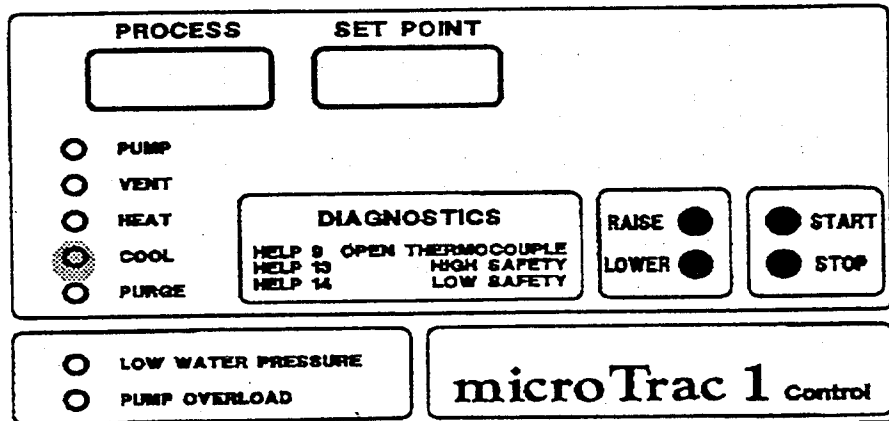 PROCESS SET POINT
PUMP
VENT
HEAT
COOL
PURGE
DIAGNOSTICS
HELP 9 OPEN THERMOCOUPLE
HELP 13 HIGH SAFETY
HELP 14 LOW SAFETY
RAISE
LOWER
START
STOP
LOW WATER PRESSURE
PUMP OVERLOAD
microTrac 1 Control